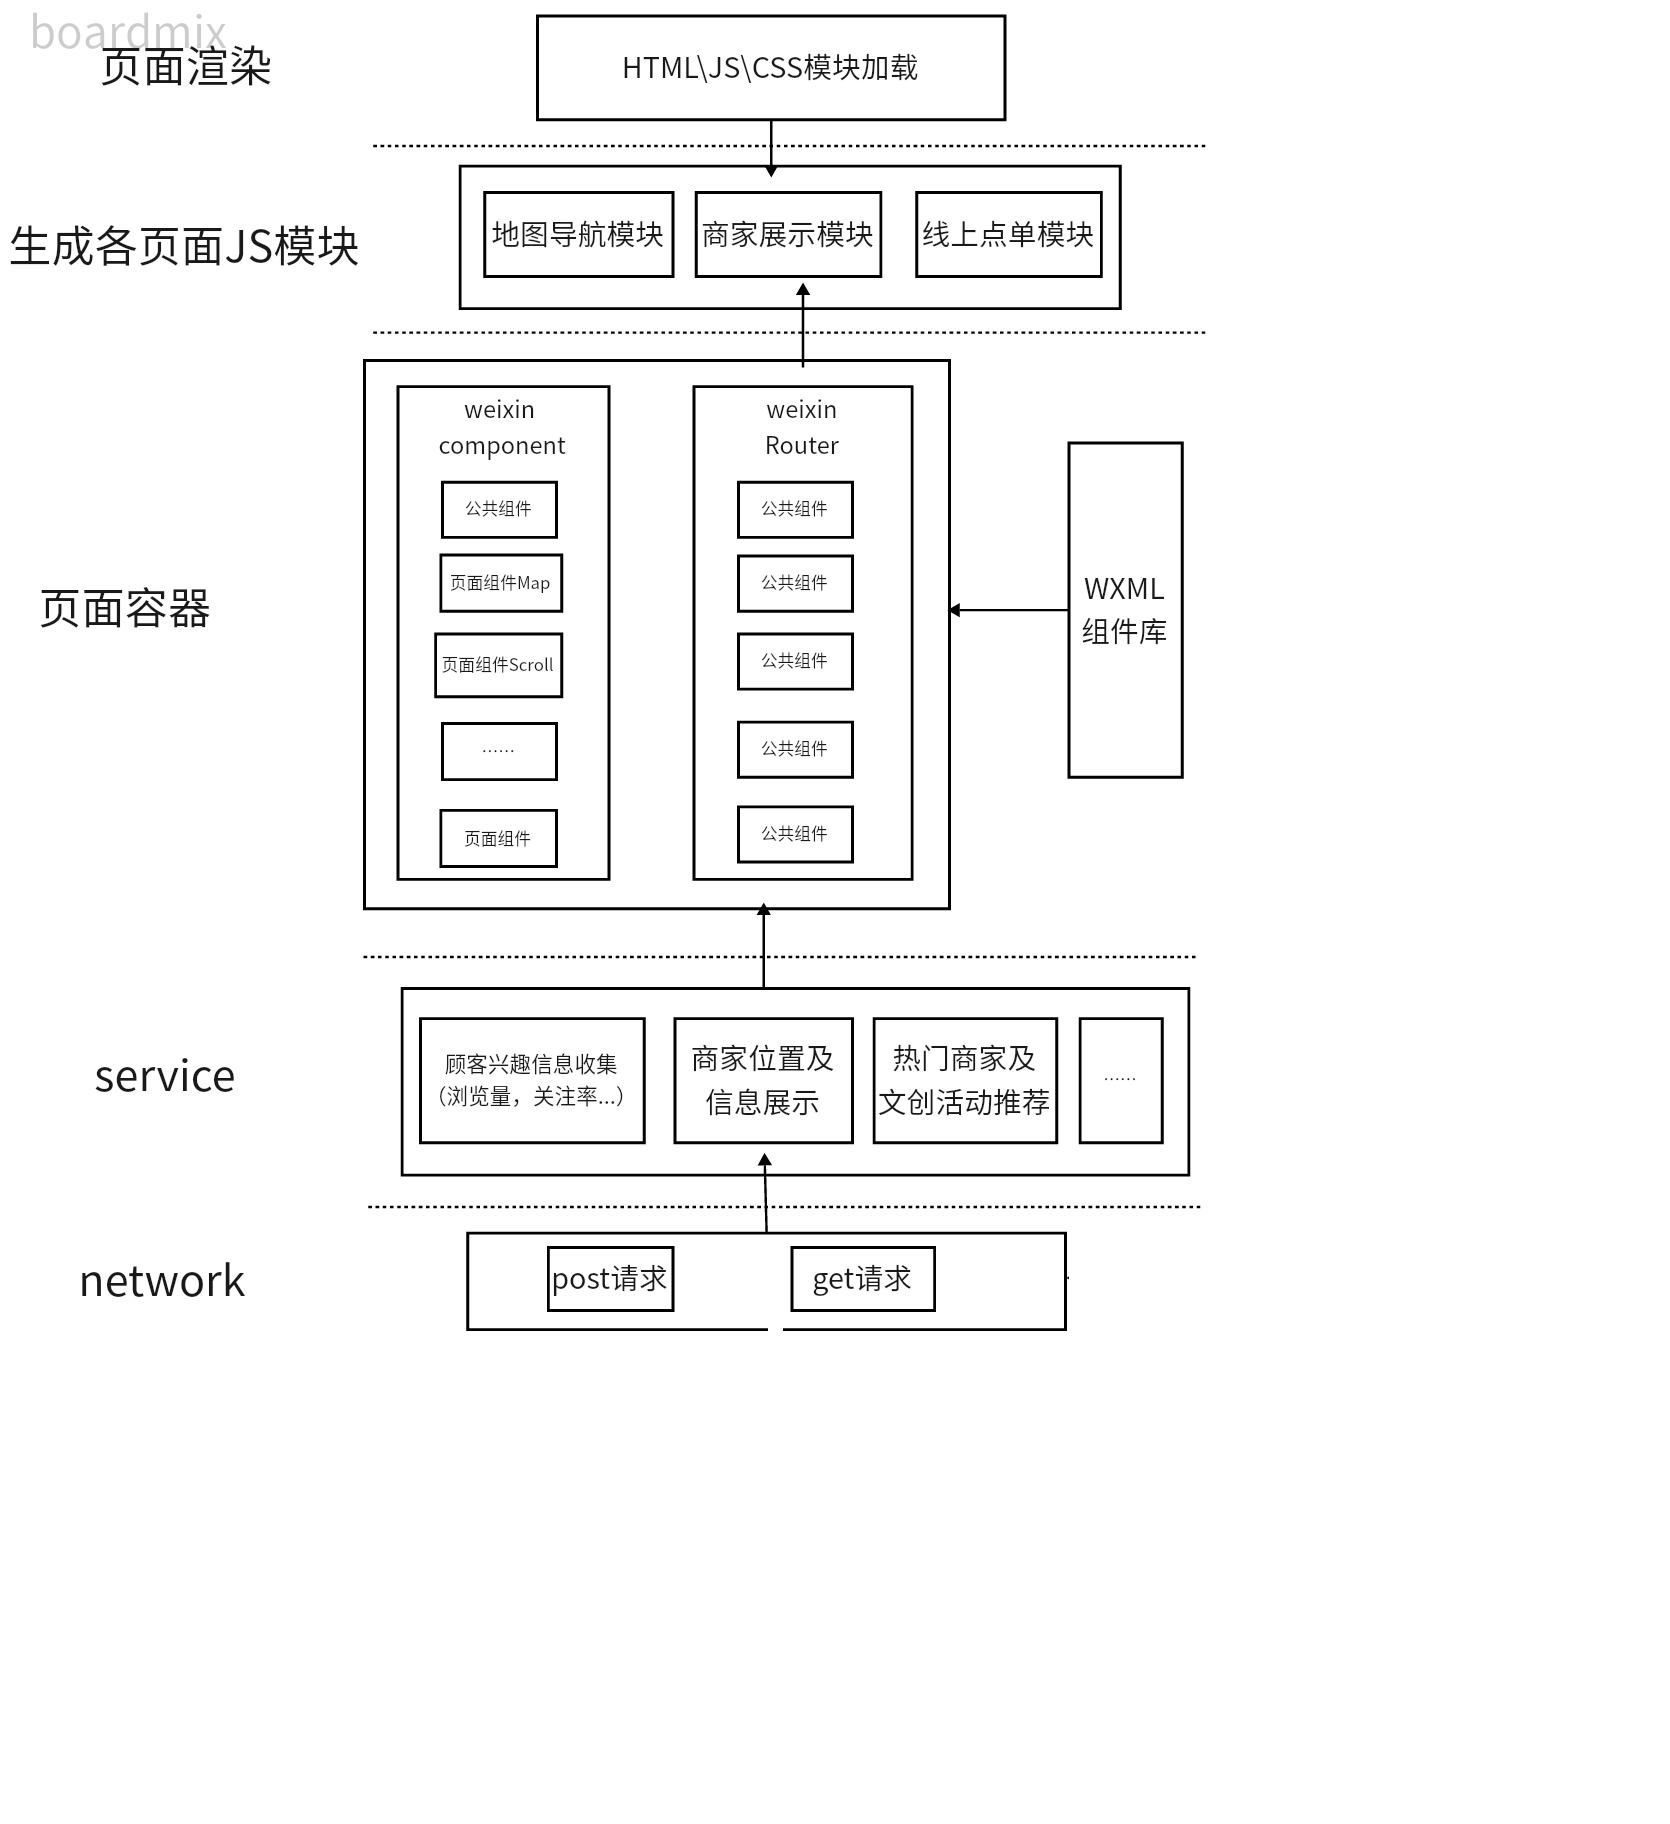 boardmix
页面渲染
HTML\JS\CSS模块加载
生成各页面JS模块
地图导航模块
商家展示模块
线上点单模块
页面容器
weixin
component
公共组件
页面组件Map
页面组件Scroll
……
页面组件
weixin
Router
公共组件
公共组件
公共组件
公共组件
公共组件
WXML
组件库
service
顾客兴趣信息收集
（浏览量，关注率...）
商家位置及
信息展示
热门商家及
文创活动推荐
……
network
post请求
get请求